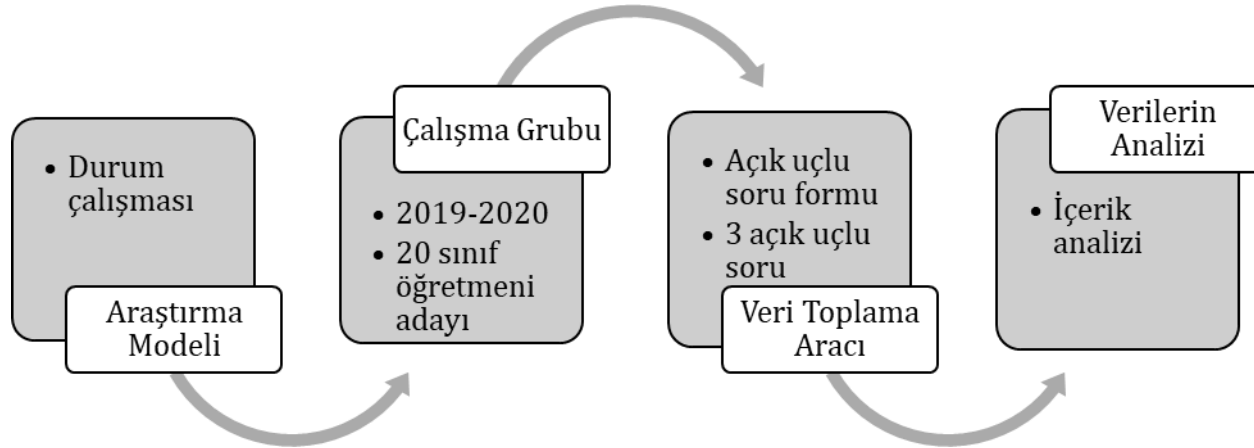 • Durum
çalışması
Araştırma
Modeli
Çalışma Grubu
• 2019-2020
• 20 sınıf
öğretmeni
adayı
• Açık uçlu
soru formu
• 3 açık uçlu
soru
Veri Toplama
Aracı
Verilerin
Analizi
• İçerik
analizi